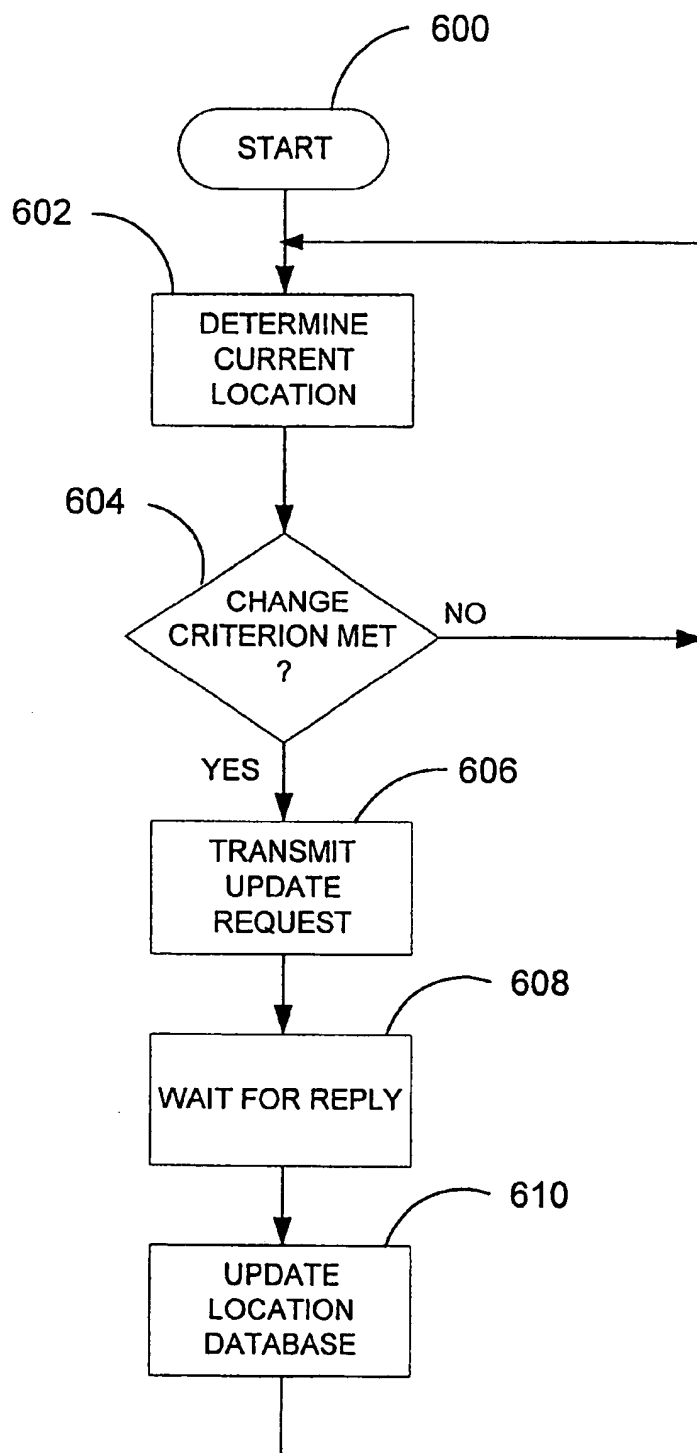 600
START
602
DETERMINE
CURRENT
LOCATION
604
CHANGE
CRITERION MET
?
NO
YES
606
TRANSMIT
UPDATE
REQUEST
608
WAIT FOR REPLY
610
UPDATE
LOCATION
DATABASE